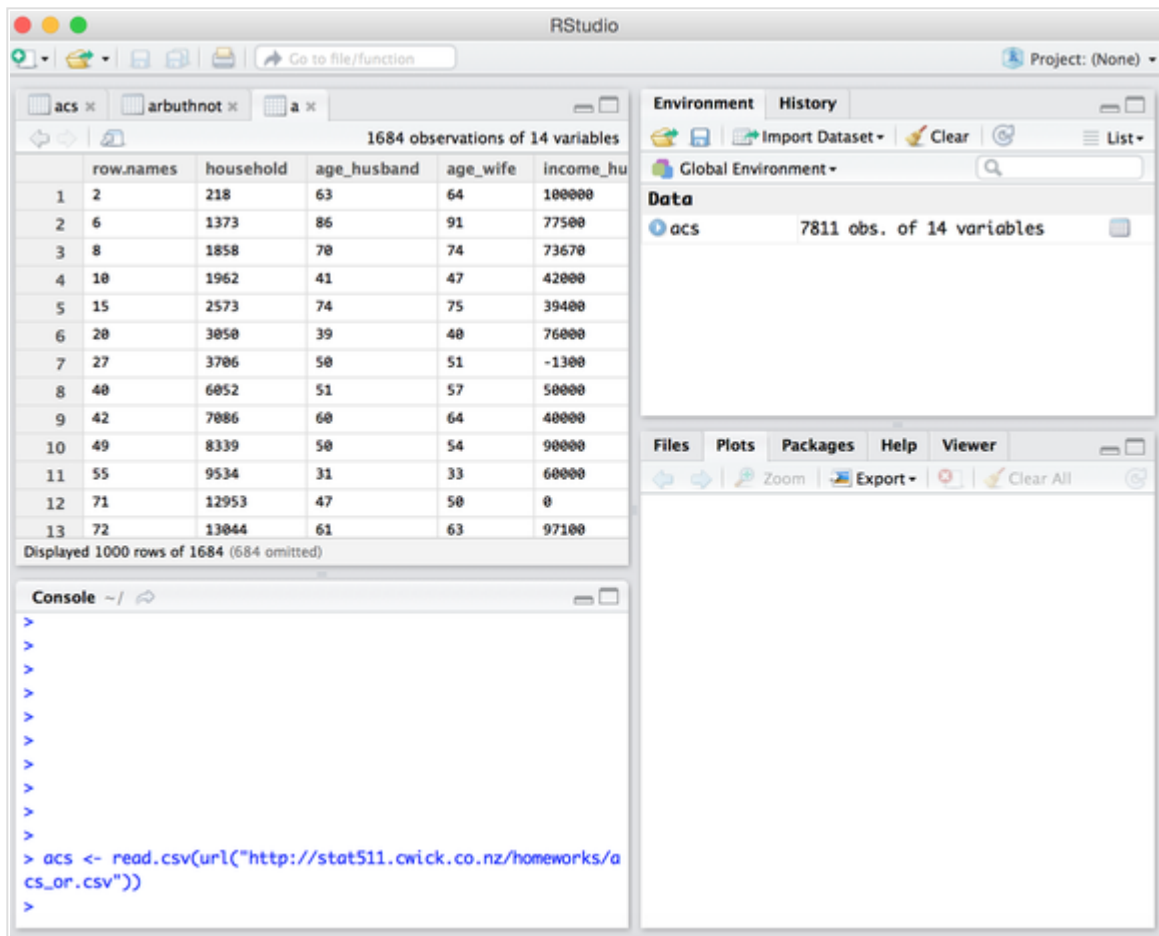 RStudio
Go to file/function
Project: (None)
acs
arbuthnot
a
1684 observations of 14 variables
row.names household age_husband age_wife income_hu
1 2 218 63 64 100000
2 6 1373 86 91 77500
3 8 1858 70 74 73670
4 10 1962 41 47 42000
5 15 2573 74 75 39400
6 20 3050 39 40 76000
7 27 3706 50 51 -1300
8 40 6052 51 57 50000
9 42 7086 60 64 40000
10 49 8339 50 54 90000
11 55 9534 31 33 60000
12 71 12953 47 50 0
13 72 13044 61 63 97100
Displayed 1000 rows of 1684 (684 omitted)
Console ~/
>
>
>
>
>
>
>
>
>
>
> acs <- read.csv(url("http://stat511.cwick.co.nz/homeworks/a
cs_or.csv"))
>
Environment History
Import Dataset Clear List
Global Environment
Data
acs 7811 obs. of 14 variables
Files Plots Packages Help Viewer
Zoom Export Clear All